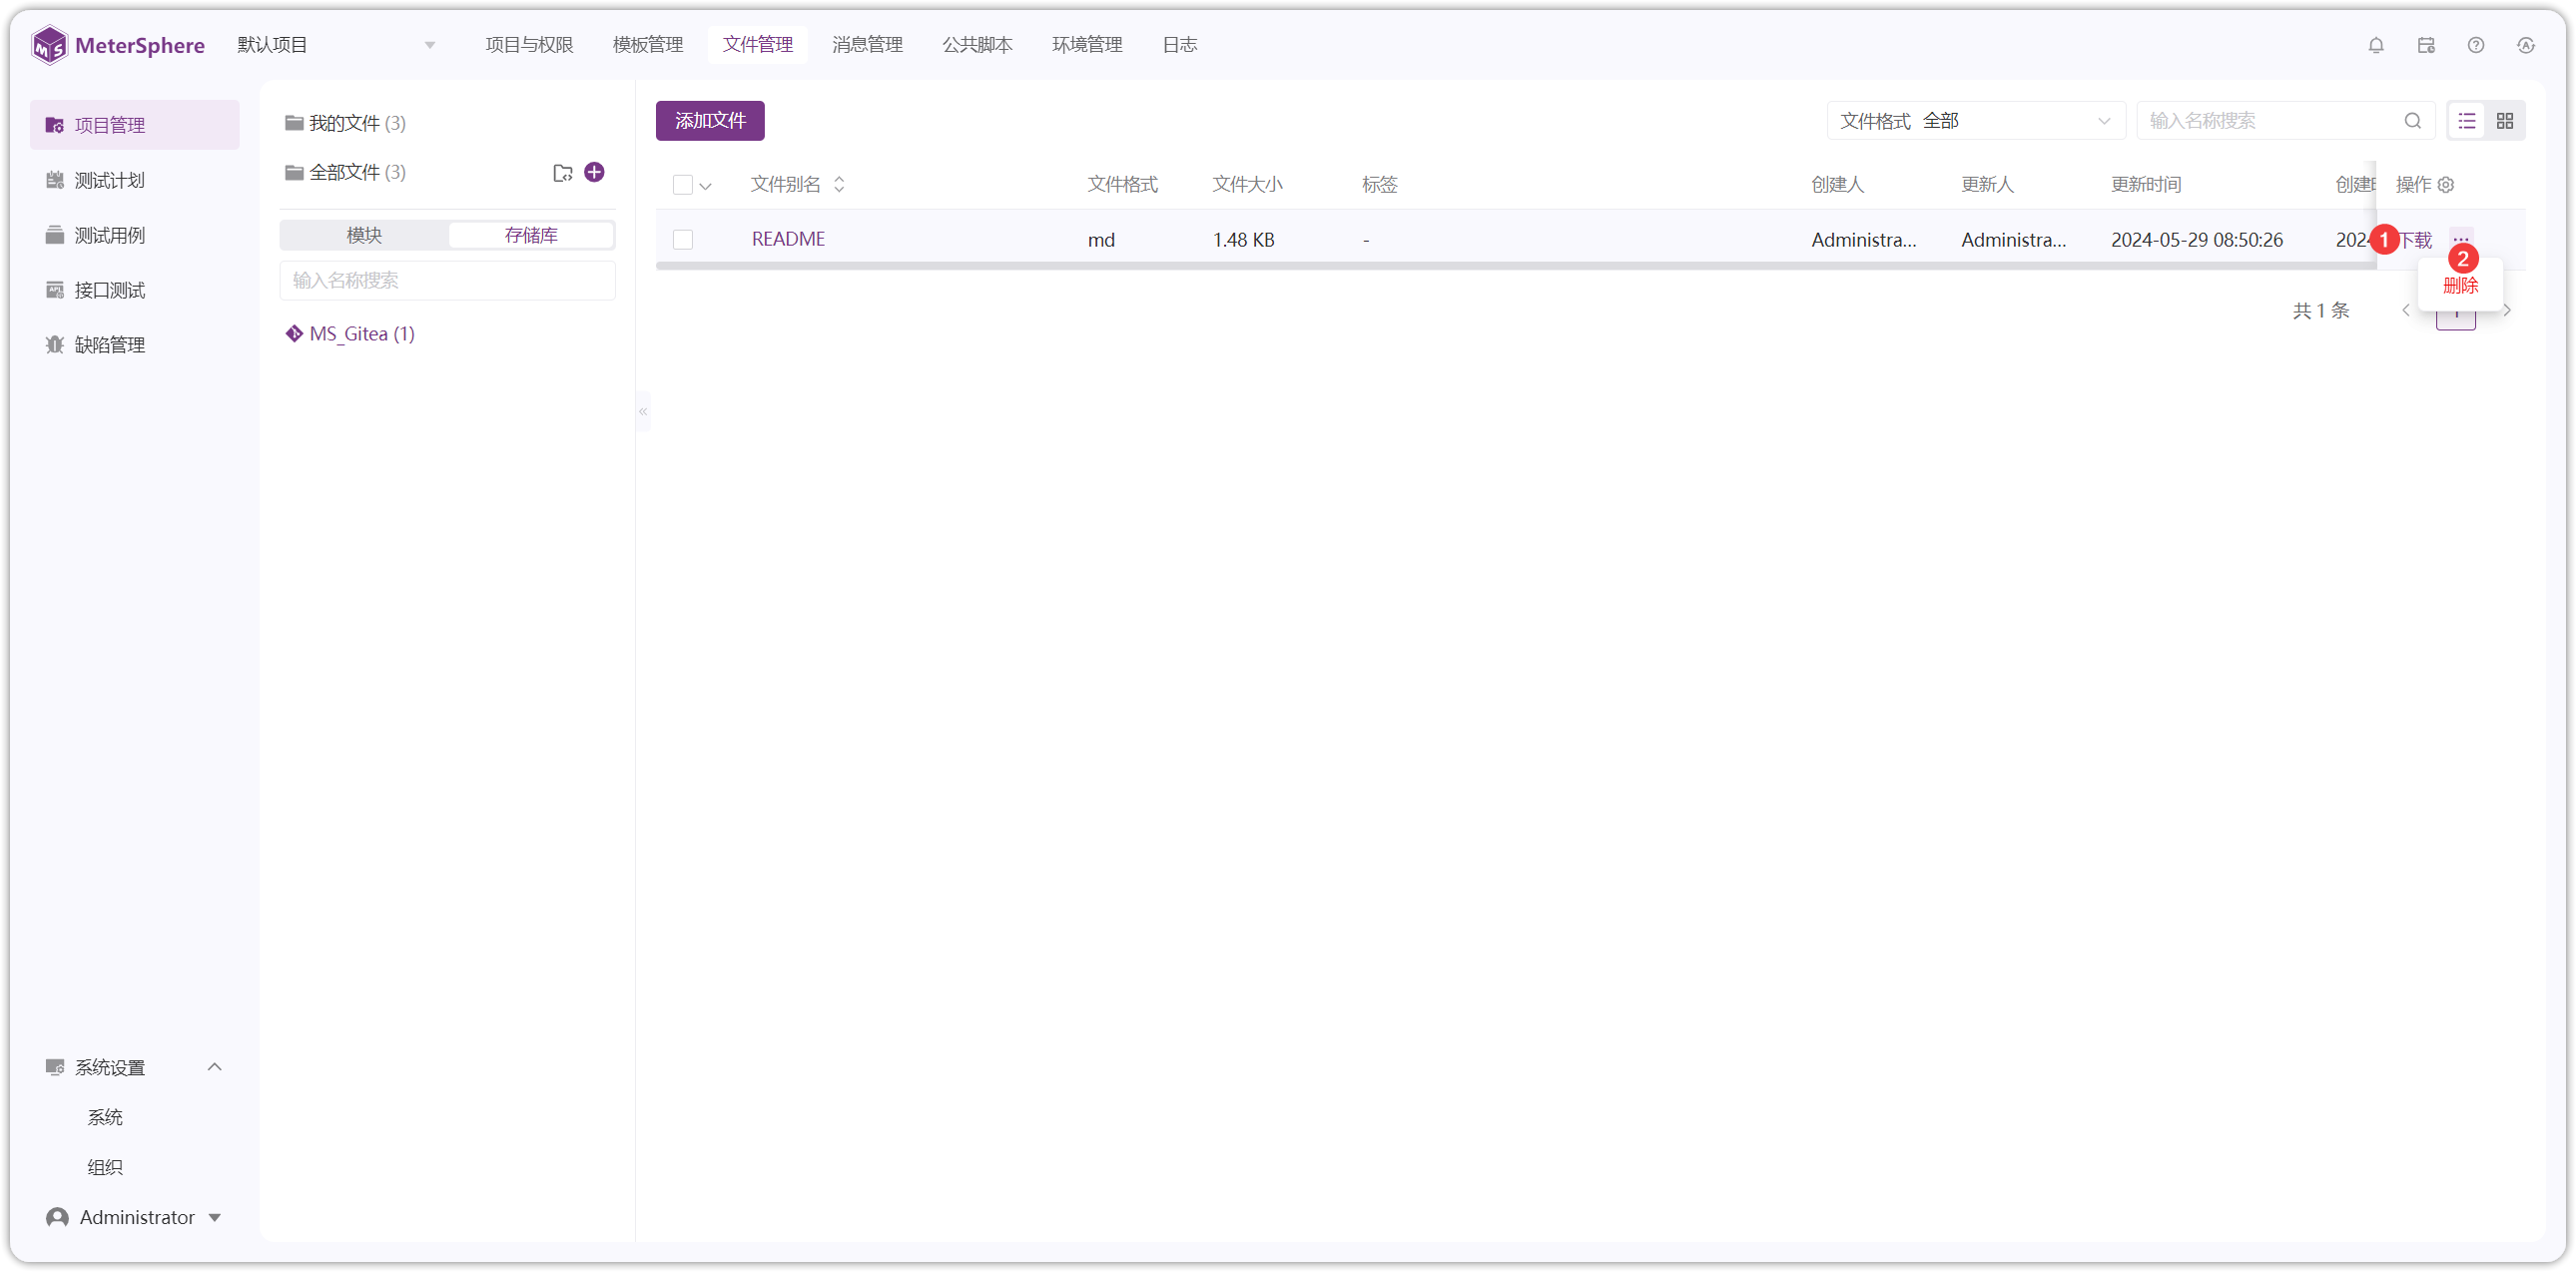 MeterSphere
默认项目
项目与权限
模板管理
文件管理
消息管理
公共脚本
环境管理
日志
项目管理
测试计划
测试用例
接口测试
缺陷管理
系统设置
系统
组织
Administrator
我的文件 (3)
全部文件 (3)
模块
存储库
输入名称搜索
MS_Gitea (1)
添加文件
文件格式 全部
输入名称搜索
文件别名 文件格式 文件大小 标签 创建人 更新人 更新时间 创建 操作
README md 1.48 KB - Administra... Administra... 2024-05-29 08:50:26 202 1 下载 ...
2
删除
共 1 条